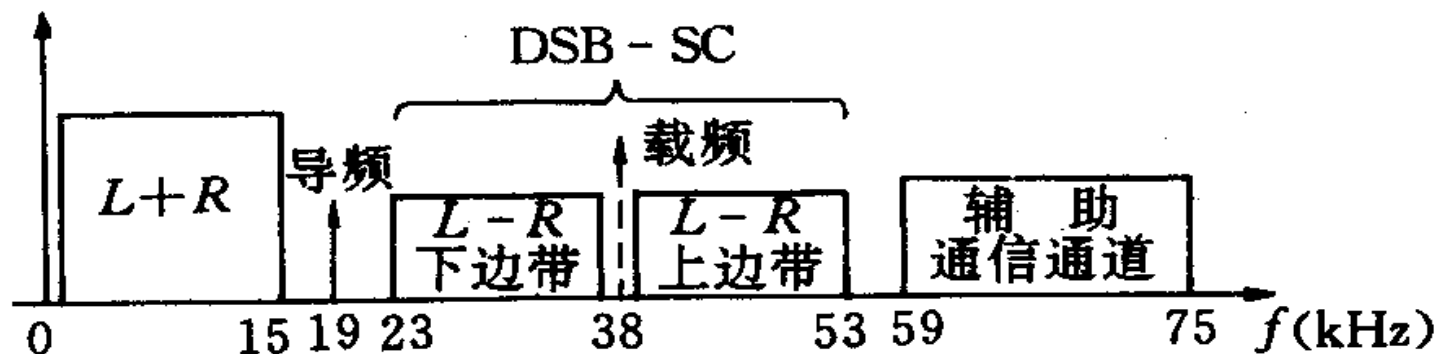 DSB - SC
导频
载频
L+R
L - R
下边带
L - R
上边带
辅 助
通信通道
0 15 19 23 38 53 59 75 f(kHz)